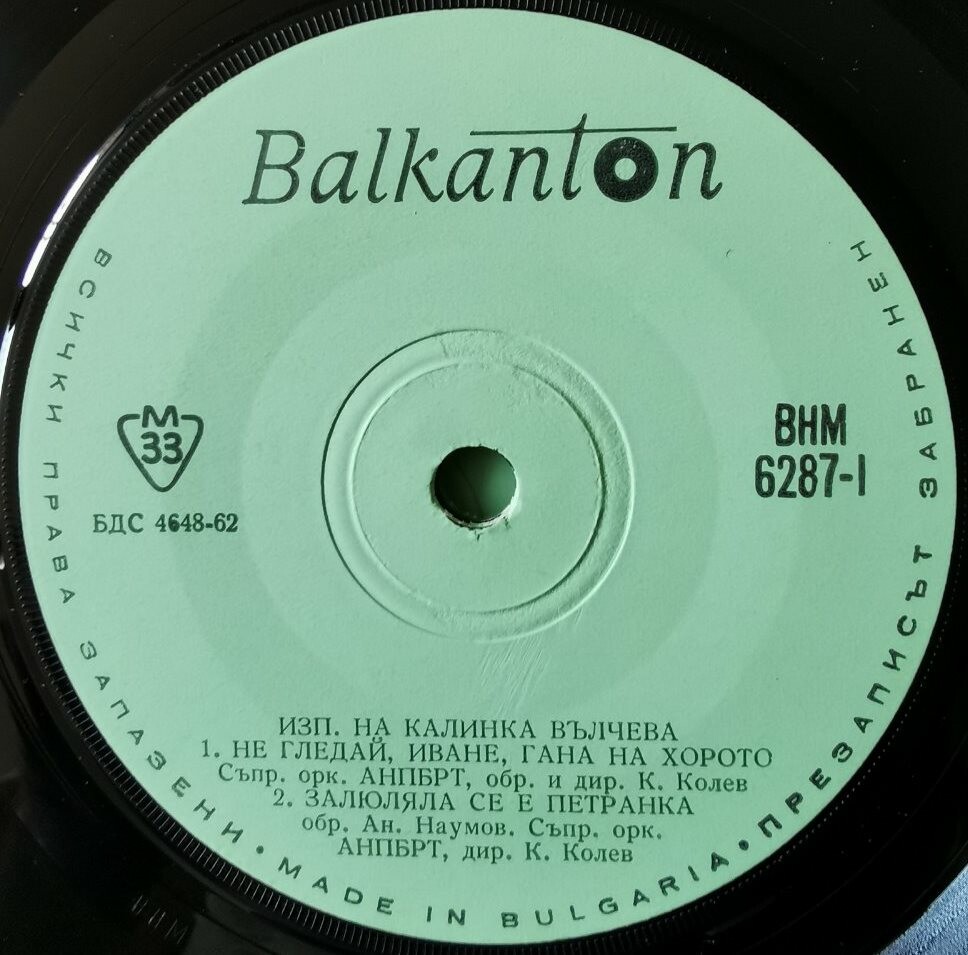 Balkanton
М
33
БДС 4648-62
ВНМ
6287-I
ИЗП. НА КАЛИНКА ВЪЛЧЕВА
1. НЕ ГЛЕДАЙ, ИВАНЕ, ГАНА НА ХОРОТО
Съпр. орк. АНПБРТ, обр. и дир. К. Колев
2. ЗАЛЮЛЯЛА СЕ Е ПЕТРАНКА
обр. Ан. Наумов. Съпр. орк.
АНПБРТ, дир. К. Колев
ВСИЧКИ ПРАВА ЗАПАЗЕНИ • MADE IN BULGARIA • ПРЕЗАПИСЪТ ЗАБРАНЕН